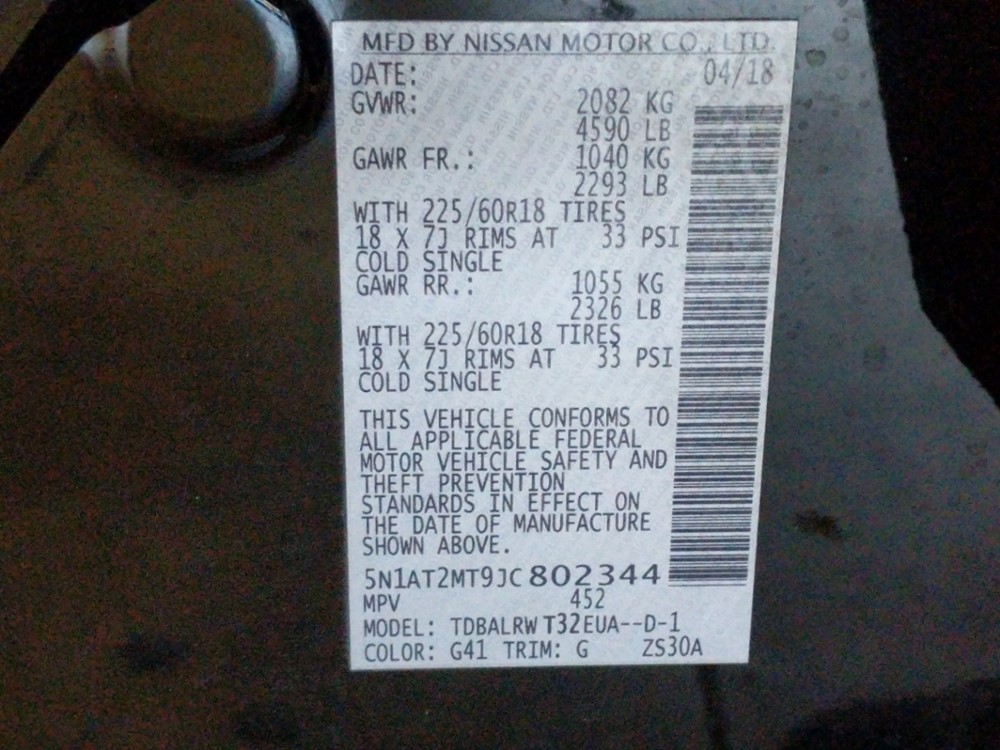 MFD BY NISSAN MOTOR CO., LTD.
DATE: 04/18
GVWR: 2082 KG
4590 LB
GAWR FR.: 1040 KG
2293 LB
WITH 225/60R18 TIRES
18 X 7J RIMS AT 33 PSI
COLD SINGLE
GAWR RR.: 1055 KG
2326 LB
WITH 225/60R18 TIRES
18 X 7J RIMS AT 33 PSI
COLD SINGLE
THIS VEHICLE CONFORMS TO
ALL APPLICABLE FEDERAL
MOTOR VEHICLE SAFETY AND
THEFT PREVENTION
STANDARDS IN EFFECT ON
THE DATE OF MANUFACTURE
SHOWN ABOVE.
5N1AT2MT9JC802344
MPV 452
MODEL: TDBALRWT32EUA--D-1
COLOR: G41 TRIM: G ZS30A